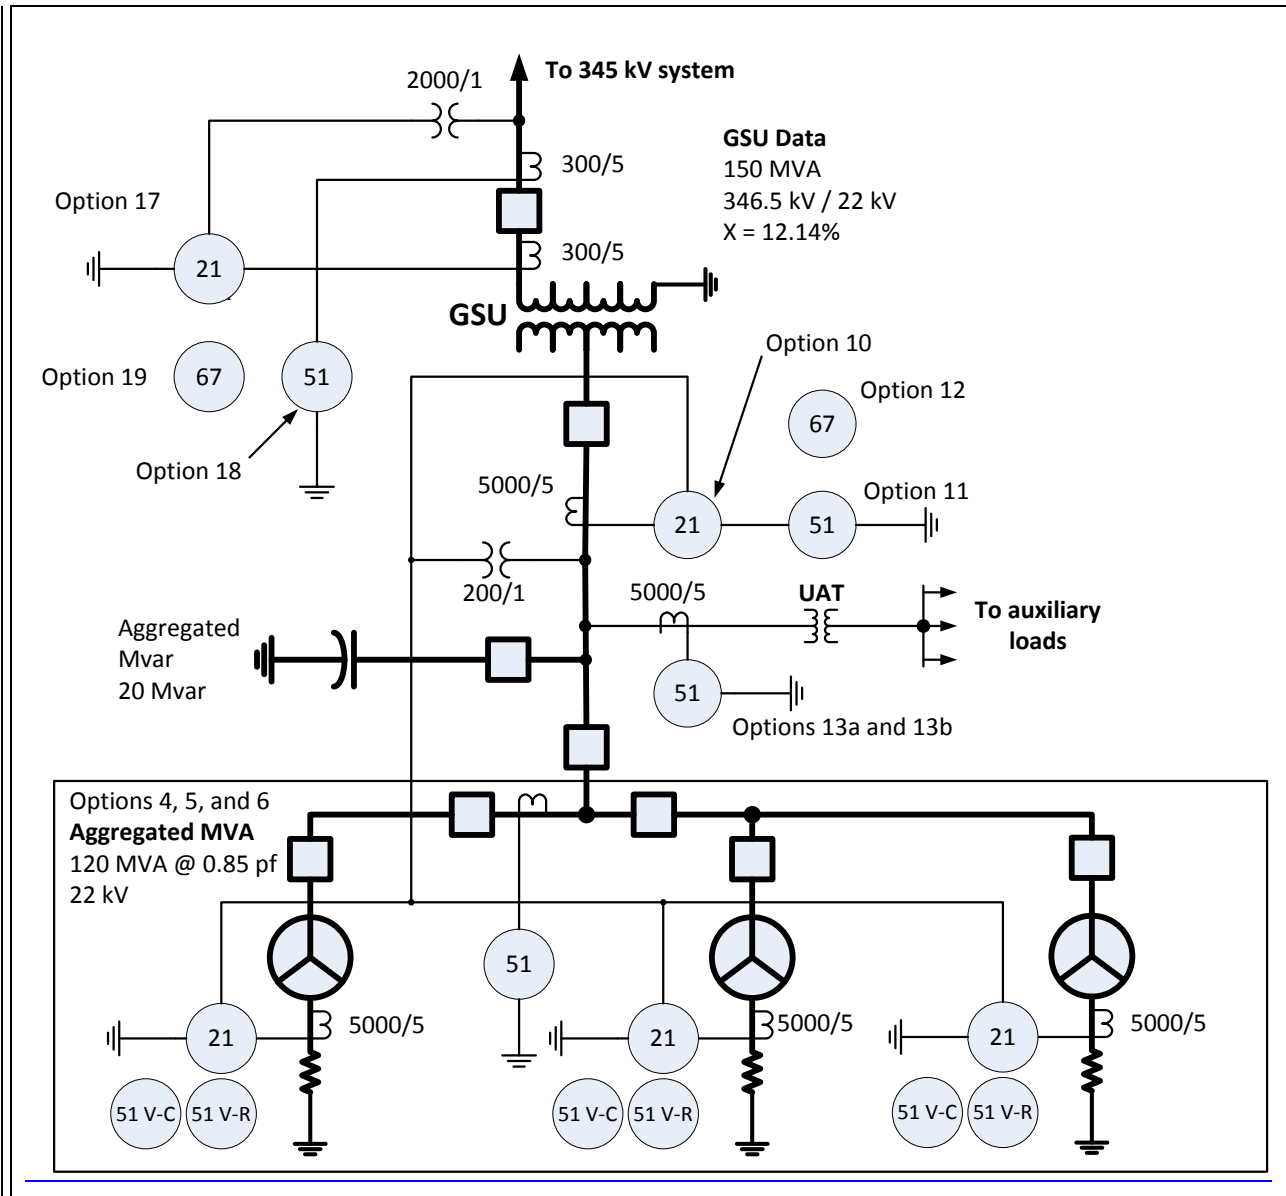 To 345 kV system
2000/1
GSU Data
150 MVA
346.5 kV / 22 kV
X = 12.14%
300/5
Option 17
300/5
21
GSU
Option 10
Option 19
67
51
Option 12
67
Option 18
5000/5
Option 11
21
51
200/1
5000/5
UAT
To auxiliary
loads
Aggregated
Mvar
20 Mvar
51
Options 13a and 13b
Options 4, 5, and 6
Aggregated MVA
120 MVA @ 0.85 pf
22 kV
51
21
5000/5
21
5000/5
21
5000/5
51 V-C
51 V-R
51 V-C
51 V-R
51 V-C
51 V-R